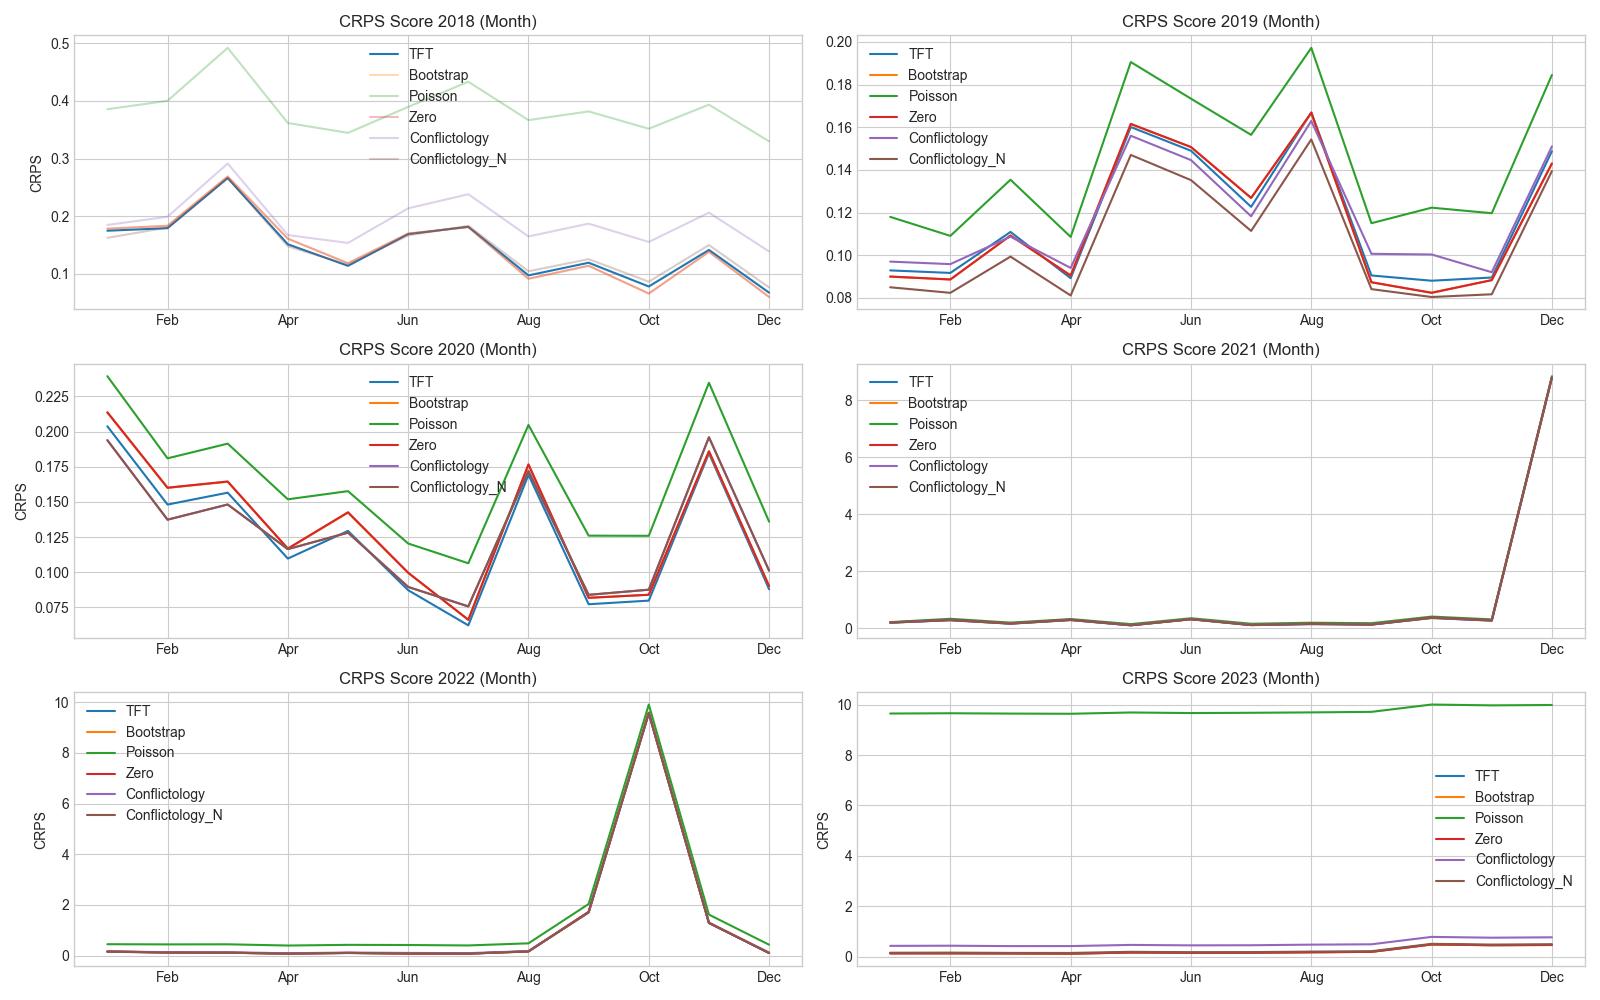 CRPS Score 2018 (Month)
CRPS
0.5
0.4
0.3
0.2
0.1
TFT
Bootstrap
Poisson
Zero
Conflictology
Conflictology_N
Feb Apr Jun Aug Oct Dec
CRPS Score 2019 (Month)
0.20
0.18
0.16
0.14
0.12
0.10
0.08
TFT
Bootstrap
Poisson
Zero
Conflictology
Conflictology_N
Feb Apr Jun Aug Oct Dec
CRPS Score 2020 (Month)
CRPS
0.225
0.200
0.175
0.150
0.125
0.100
0.075
TFT
Bootstrap
Poisson
Zero
Conflictology
Conflictology_N
Feb Apr Jun Aug Oct Dec
CRPS Score 2021 (Month)
8
6
4
2
0
TFT
Bootstrap
Poisson
Zero
Conflictology
Conflictology_N
Feb Apr Jun Aug Oct Dec
CRPS Score 2022 (Month)
CRPS
10
8
6
4
2
0
TFT
Bootstrap
Poisson
Zero
Conflictology
Conflictology_N
Feb Apr Jun Aug Oct Dec
CRPS Score 2023 (Month)
CRPS
10
8
6
4
2
0
TFT
Bootstrap
Poisson
Zero
Conflictology
Conflictology_N
Feb Apr Jun Aug Oct Dec